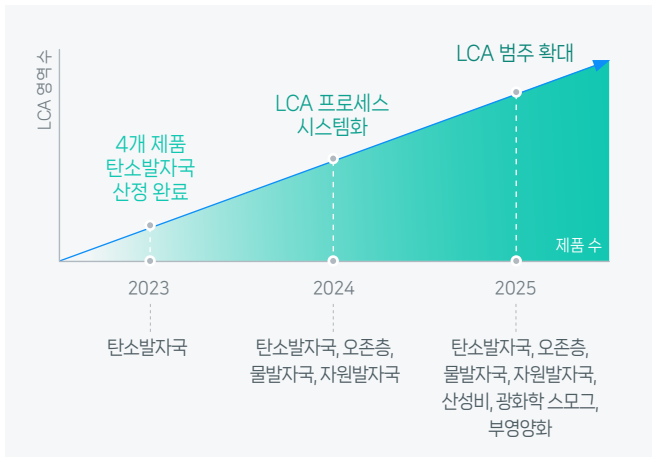 LCA 영역 수
LCA 범주 확대
LCA 프로세스
시스템화
4개 제품
탄소발자국
산정 완료
제품 수
2023
2024
2025
탄소발자국
탄소발자국, 오존층,
물발자국, 자원발자국
탄소발자국, 오존층,
물발자국, 자원발자국,
산성비, 광화학 스모그,
부영양화